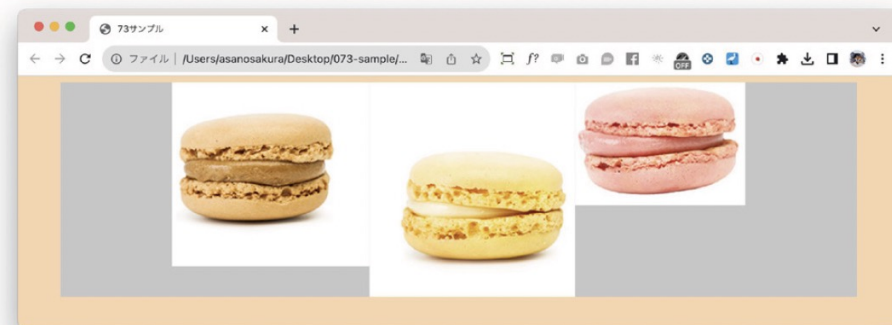 73サンプル
ファイル /Users/asanosakura/Desktop/073-sample/...
f?
OFF